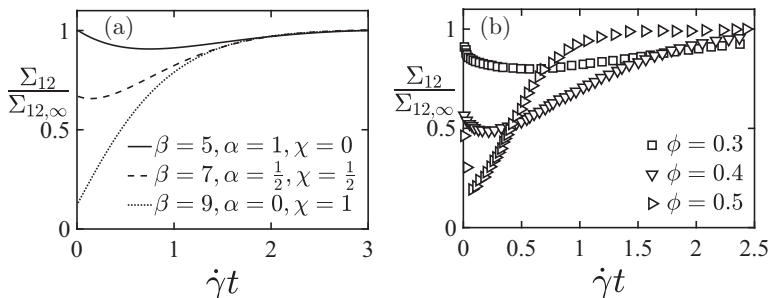 (a)
1
0.5
0
Σ₁₂
Σ₁₂,∞
β = 5, α = 1, χ = 0
β = 7, α = 1/2, χ = 1/2
β = 9, α = 0, χ = 1
0 1 2 3
γ̇t
(b)
1
0.5
0
Σ₁₂
Σ₁₂,∞
ϕ = 0.3
ϕ = 0.4
ϕ = 0.5
0 0.5 1 1.5 2 2.5
γ̇t